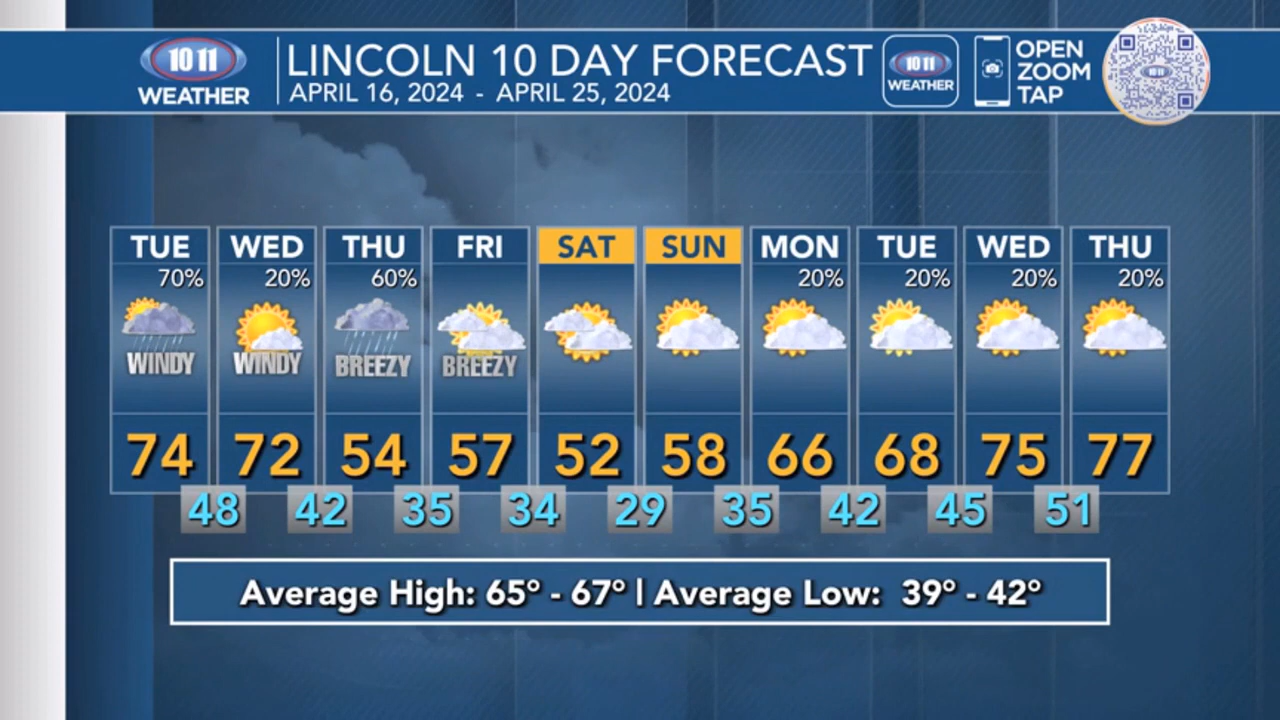 10 11
WEATHER
LINCOLN 10 DAY FORECAST
APRIL 16, 2024 - APRIL 25, 2024
10 11
WEATHER
OPEN
ZOOM
TAP
10 11
TUE WED THU FRI SAT SUN MON TUE WED THU
70% 20% 60% 20% 20% 20% 20%
WINDY WINDY BREEZY BREEZY
74 72 54 57 52 58 66 68 75 77
48 42 35 34 29 35 42 45 51
Average High: 65° - 67° | Average Low: 39° - 42°